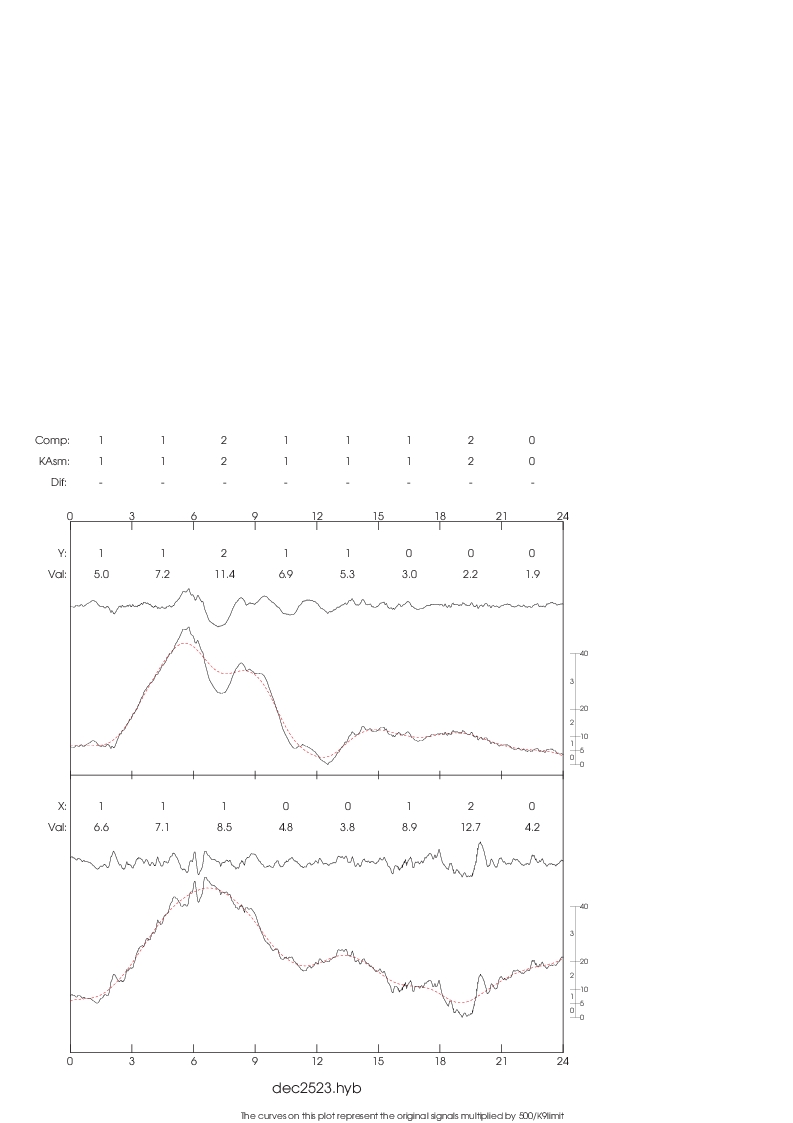 Comp: 1 1 2 1 1 1 2 0
KAsm: 1 1 2 1 1 1 2 0
Dif: - - - - - - - -
0 3 6 9 12 15 18 21 24
Y: 1 1 2 1 1 0 0 0
Val: 5.0 7.2 11.4 6.9 5.3 3.0 2.2 1.9
40
3
20
2
10
1
5
0
0
X: 1 1 1 0 0 1 2 0
Val: 6.6 7.1 8.5 4.8 3.8 8.9 12.7 4.2
40
3
20
2
10
1
5
0
0
0 3 6 9 12 15 18 21 24
dec2523.hyb
The curves on this plot represent the original signals multiplied by 500/K9limit